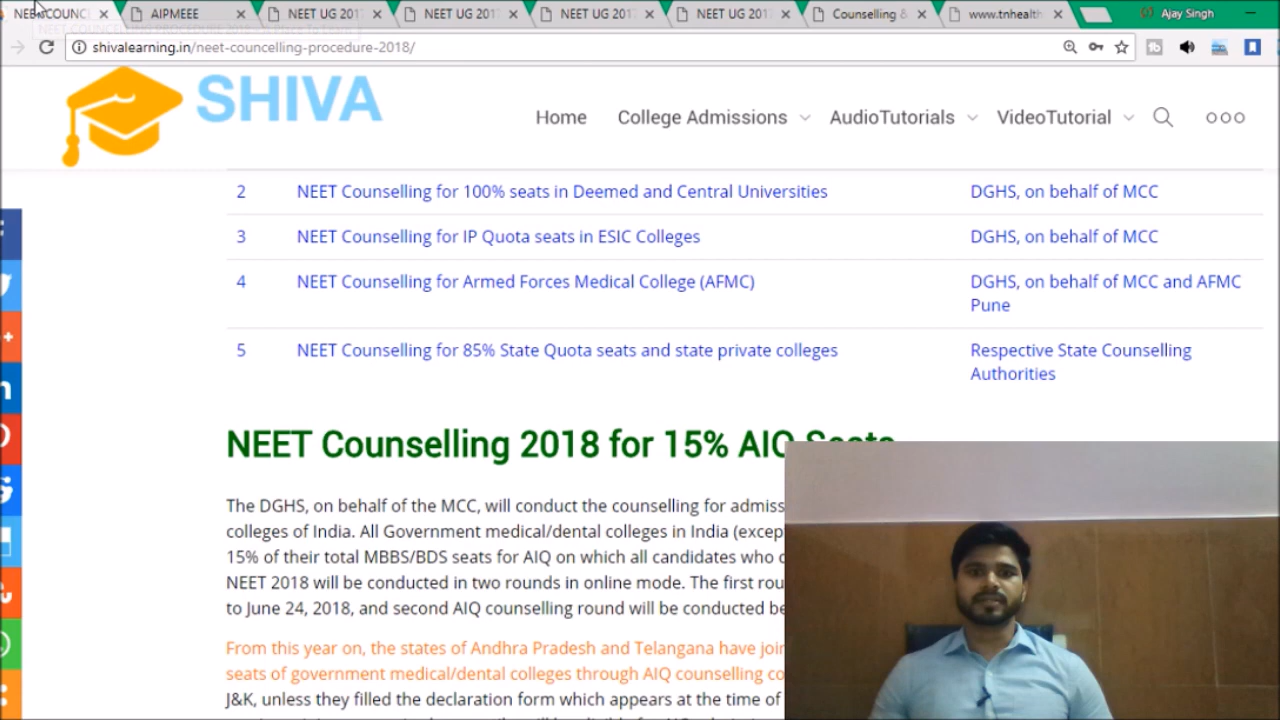 NEET COUNC
AIPMEEE
NEET UG 201
NEET UG 201
NEET UG 201
NEET UG 201
Counselling &
www.tnhealth
Ajay Singh
shivalearning.in/neet-councelling-procedure-2018/
SHIVA
Home
College Admissions
AudioTutorials
VideoTutorial
2 NEET Counselling for 100% seats in Deemed and Central Universities DGHS, on behalf of MCC
3 NEET Counselling for IP Quota seats in ESIC Colleges DGHS, on behalf of MCC
4 NEET Counselling for Armed Forces Medical College (AFMC) DGHS, on behalf of MCC and AFMC
Pune
5 NEET Counselling for 85% State Quota seats and state private colleges Respective State Counselling
Authorities
NEET Counselling 2018 for 15% AIQ Seats
The DGHS, on behalf of the MCC, will conduct the counselling for admiss
colleges of India. All Government medical/dental colleges in India (excep
15% of their total MBBS/BDS seats for AIQ on which all candidates who
NEET 2018 will be conducted in two rounds in online mode. The first rou
to June 24, 2018, and second AIQ counselling round will be conducted be
From this year on, the states of Andhra Pradesh and Telangana have join
seats of government medical/dental colleges through AIQ counselling co
J&K, unless they filled the declaration form which appears at the time of